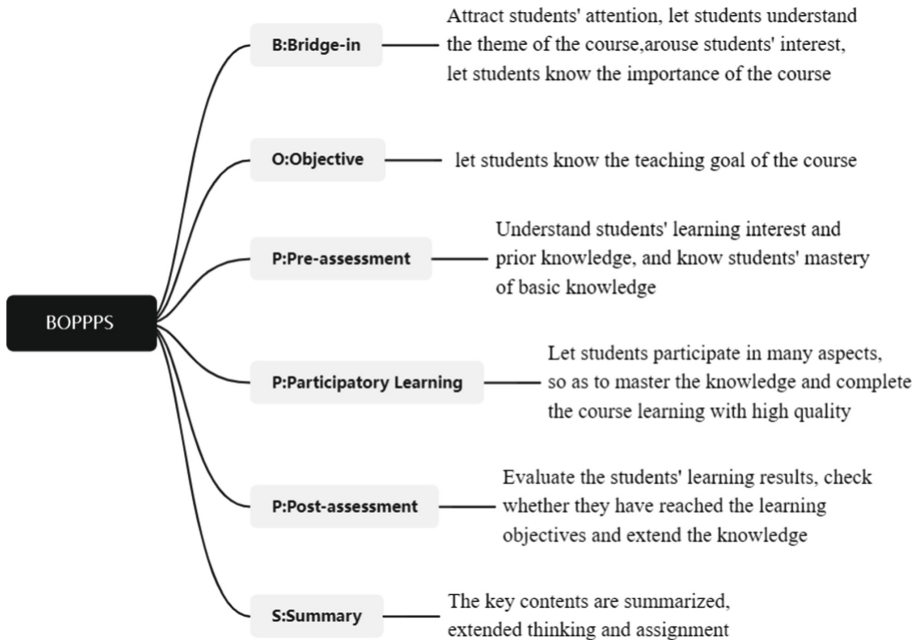 B:Bridge-in
Attract students' attention, let students understand
the theme of the course,arouse students' interest,
let students know the importance of the course
O:Objective
let students know the teaching goal of the course
P:Pre-assessment
Understand students' learning interest and
prior knowledge, and know students' mastery
of basic knowledge
BOPPPS
P:Participatory Learning
Let students participate in many aspects,
so as to master the knowledge and complete
the course learning with high quality
P:Post-assessment
Evaluate the students' learning results, check
whether they have reached the learning
objectives and extend the knowledge
S:Summary
The key contents are summarized,
extended thinking and assignment